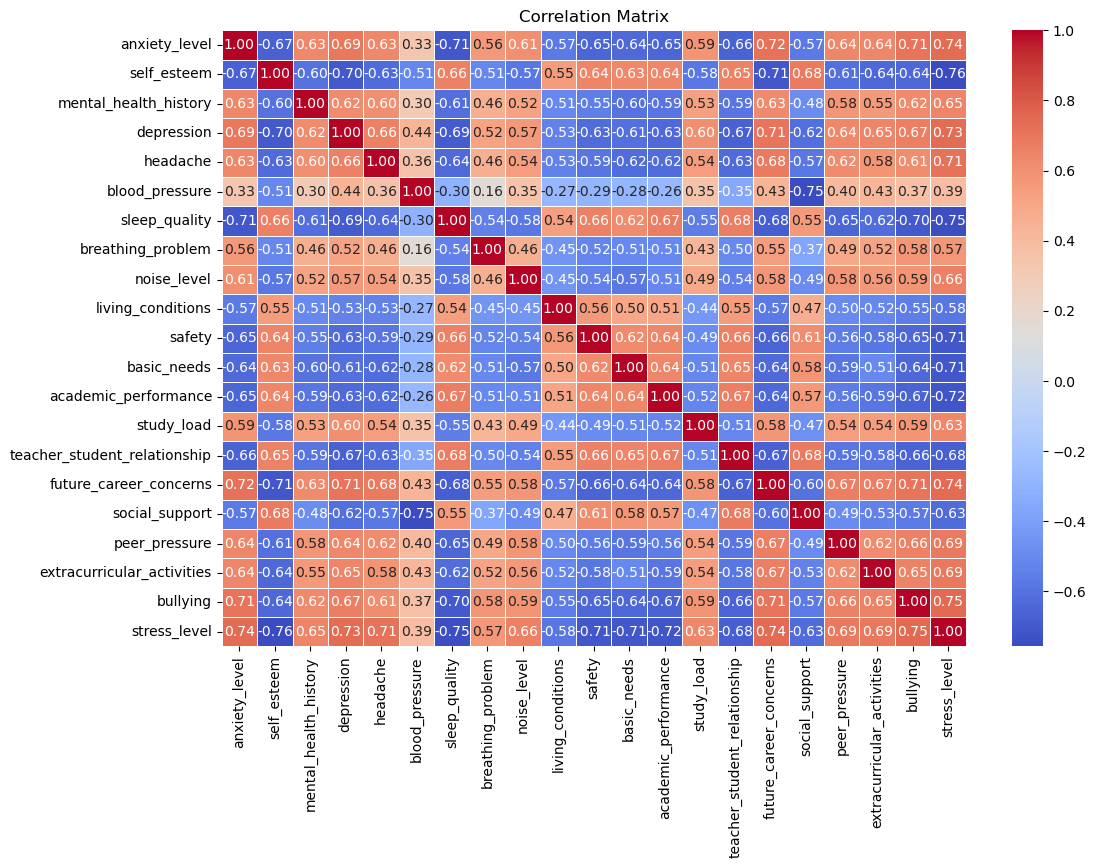 Correlation Matrix
anxiety_level 1.00 -0.67 0.63 0.69 0.63 0.33 -0.71 0.56 0.61 -0.57 -0.65 -0.64 -0.65 0.59 -0.66 0.72 -0.57 0.64 0.64 0.71 0.74
self_esteem -0.67 1.00 -0.60 -0.70 -0.63 -0.51 0.66 -0.51 -0.57 0.55 0.64 0.63 0.64 -0.58 0.65 -0.71 0.68 -0.61 -0.64 -0.64 -0.76
mental_health_history 0.63 -0.60 1.00 0.62 0.60 0.30 -0.61 0.46 0.52 -0.51 -0.55 -0.60 -0.59 0.53 -0.59 0.63 -0.48 0.58 0.55 0.62 0.65
depression 0.69 -0.70 0.62 1.00 0.66 0.44 -0.69 0.52 0.57 -0.53 -0.63 -0.61 -0.63 0.60 -0.67 0.71 -0.62 0.64 0.65 0.67 0.73
headache 0.63 -0.63 0.60 0.66 1.00 0.36 -0.64 0.46 0.54 -0.53 -0.59 -0.62 -0.62 0.54 -0.63 0.68 -0.57 0.62 0.58 0.61 0.71
blood_pressure 0.33 -0.51 0.30 0.44 0.36 1.00 -0.30 0.16 0.35 -0.27 -0.29 -0.28 -0.26 0.35 -0.35 0.43 -0.75 0.40 0.43 0.37 0.39
sleep_quality -0.71 0.66 -0.61 -0.69 -0.64 -0.30 1.00 -0.54 -0.58 0.54 0.66 0.62 0.67 -0.55 0.68 -0.68 0.55 -0.65 -0.62 -0.70 -0.75
breathing_problem 0.56 -0.51 0.46 0.52 0.46 0.16 -0.54 1.00 0.46 -0.45 -0.52 -0.51 -0.51 0.43 -0.50 0.55 -0.37 0.49 0.52 0.58 0.57
noise_level 0.61 -0.57 0.52 0.57 0.54 0.35 -0.58 0.46 1.00 -0.45 -0.54 -0.57 -0.51 0.49 -0.54 0.58 -0.49 0.58 0.56 0.59 0.66
living_conditions -0.57 0.55 -0.51 -0.53 -0.53 -0.27 0.54 -0.45 -0.45 1.00 0.56 0.50 0.51 -0.44 0.55 -0.57 0.47 -0.50 -0.52 -0.55 -0.58
safety -0.65 0.64 -0.55 -0.63 -0.59 -0.29 0.66 -0.52 -0.54 0.56 1.00 0.62 0.64 -0.49 0.66 -0.66 0.61 -0.56 -0.58 -0.65 -0.71
basic_needs -0.64 0.63 -0.60 -0.61 -0.62 -0.28 0.62 -0.51 -0.57 0.50 0.62 1.00 0.64 -0.51 0.65 -0.64 0.58 -0.59 -0.51 -0.64 -0.71
academic_performance -0.65 0.64 -0.59 -0.63 -0.62 -0.26 0.67 -0.51 -0.51 0.51 0.64 0.64 1.00 -0.52 0.67 -0.64 0.57 -0.56 -0.59 -0.67 -0.72
study_load 0.59 -0.58 0.53 0.60 0.54 0.35 -0.55 0.43 0.49 -0.44 -0.49 -0.51 -0.52 1.00 -0.51 0.58 -0.47 0.54 0.54 0.59 0.63
teacher_student_relationship -0.66 0.65 -0.59 -0.67 -0.63 -0.35 0.68 -0.50 -0.54 0.55 0.66 0.65 0.67 -0.51 1.00 -0.67 0.68 -0.59 -0.58 -0.66 -0.68
future_career_concerns 0.72 -0.71 0.63 0.71 0.68 0.43 -0.68 0.55 0.58 -0.57 -0.66 -0.64 -0.64 0.58 -0.67 1.00 -0.60 0.67 0.67 0.71 0.74
social_support -0.57 0.68 -0.48 -0.62 -0.57 -0.75 0.55 -0.37 -0.49 0.47 0.61 0.58 0.57 -0.47 0.68 -0.60 1.00 -0.49 -0.53 -0.57 -0.63
peer_pressure 0.64 -0.61 0.58 0.64 0.62 0.40 -0.65 0.49 0.58 -0.50 -0.56 -0.59 -0.56 0.54 -0.59 0.67 -0.49 1.00 0.62 0.66 0.69
extracurricular_activities 0.64 -0.64 0.55 0.65 0.58 0.43 -0.62 0.52 0.56 -0.52 -0.58 -0.51 -0.59 0.54 -0.58 0.67 -0.53 0.62 1.00 0.65 0.69
bullying 0.71 -0.64 0.62 0.67 0.61 0.37 -0.70 0.58 0.59 -0.55 -0.65 -0.64 -0.67 0.59 -0.66 0.71 -0.57 0.66 0.65 1.00 0.75
stress_level 0.74 -0.76 0.65 0.73 0.71 0.39 -0.75 0.57 0.66 -0.58 -0.71 -0.71 -0.72 0.63 -0.68 0.74 -0.63 0.69 0.69 0.75 1.00
anxiety_level
self_esteem
mental_health_history
depression
headache
blood_pressure
sleep_quality
breathing_problem
noise_level
living_conditions
safety
basic_needs
academic_performance
study_load
teacher_student_relationship
future_career_concerns
social_support
peer_pressure
extracurricular_activities
bullying
stress_level
1.0
0.8
0.6
0.4
0.2
0.0
−0.2
−0.4
−0.6